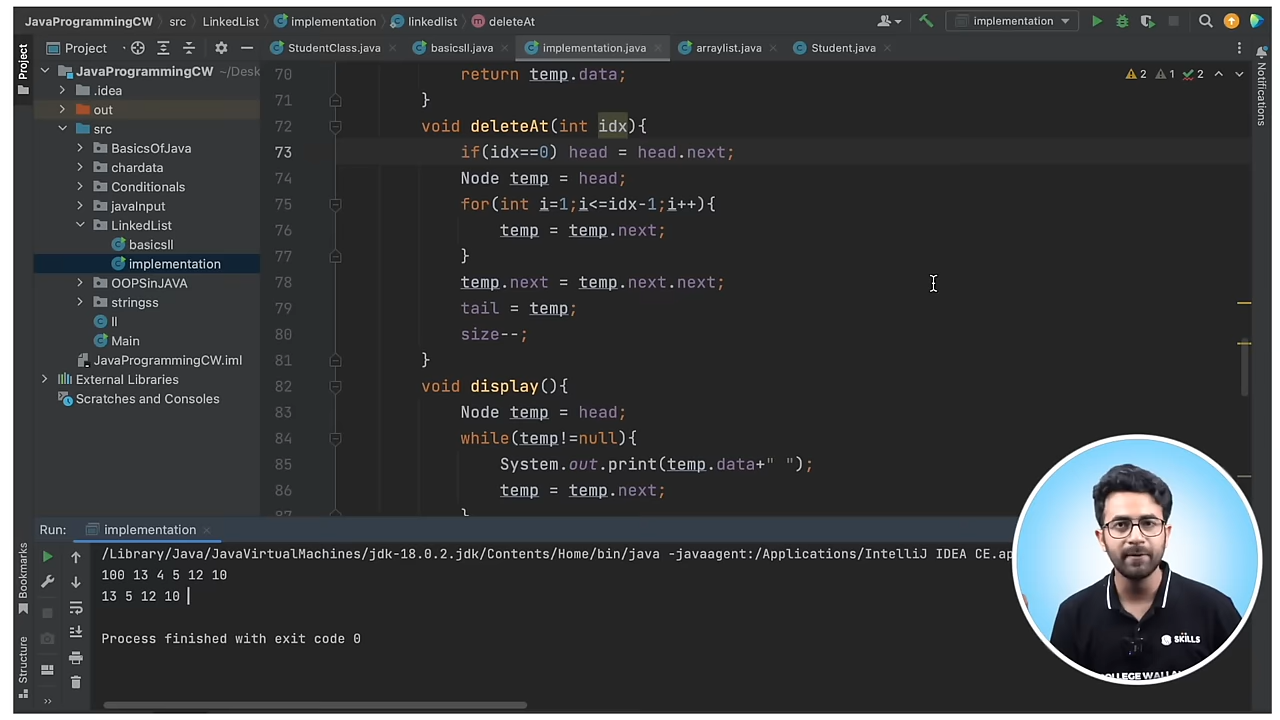 JavaProgrammingCW
src
LinkedList
implementation
linkedlist
deleteAt
implementation
Project
StudentClass.java
basicsll.java
implementation.java
arraylist.java
Student.java
Project
JavaProgrammingCW ~/Desk
.idea
out
src
BasicsOfJava
chardata
Conditionals
javaInput
LinkedList
basicsll
implementation
OOPSinJAVA
stringss
ll
Main
JavaProgrammingCW.iml
External Libraries
Scratches and Consoles
2 1 2
Notifications
70 return temp.data;
71 }
72 void deleteAt(int idx){
73 if(idx==0) head = head.next;
74 Node temp = head;
75 for(int i=1;i<=idx-1;i++){
76 temp = temp.next;
77 }
78 temp.next = temp.next.next;
79 tail = temp;
80 size--;
81 }
82 void display(){
83 Node temp = head;
84 while(temp!=null){
85 System.out.print(temp.data+" ");
86 temp = temp.next;
87 }
Run: implementation
/Library/Java/JavaVirtualMachines/jdk-18.0.2.jdk/Contents/Home/bin/java -javaagent:/Applications/IntelliJ IDEA CE.ap
100 13 4 5 12 10
13 5 12 10
Process finished with exit code 0
Bookmarks
Structure
SKILLS